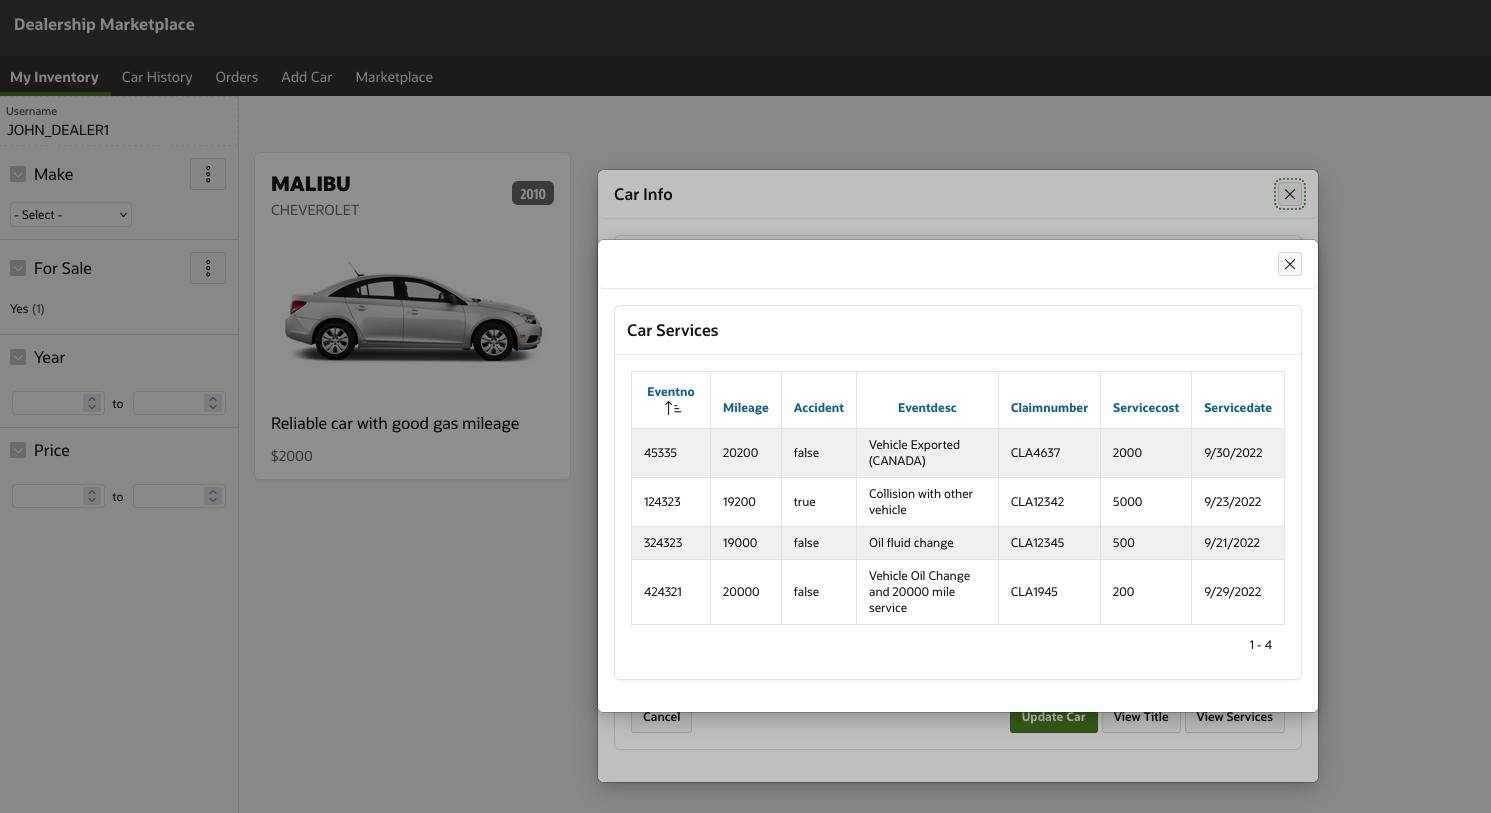 Dealership Marketplace
My Inventory Car History Orders Add Car Marketplace
Username
JOHN_DEALER1
Make
- Select -
For Sale
Yes (1)
Year
to
Price
to
MALIBU
2010
CHEVEROLET
Reliable car with good gas mileage
$2000
Car Info
Car Services
Eventno Mileage Accident Eventdesc Claimnumber Servicecost Servicedate
45335 20200 false Vehicle Exported (CANADA) CLA4637 2000 9/30/2022
124323 19200 true Collision with other vehicle CLA12342 5000 9/23/2022
324323 19000 false Oil fluid change CLA12345 500 9/21/2022
424321 20000 false Vehicle Oil Change and 20000 mile service CLA1945 200 9/29/2022
1 - 4
Cancel Update Car View Title View Services